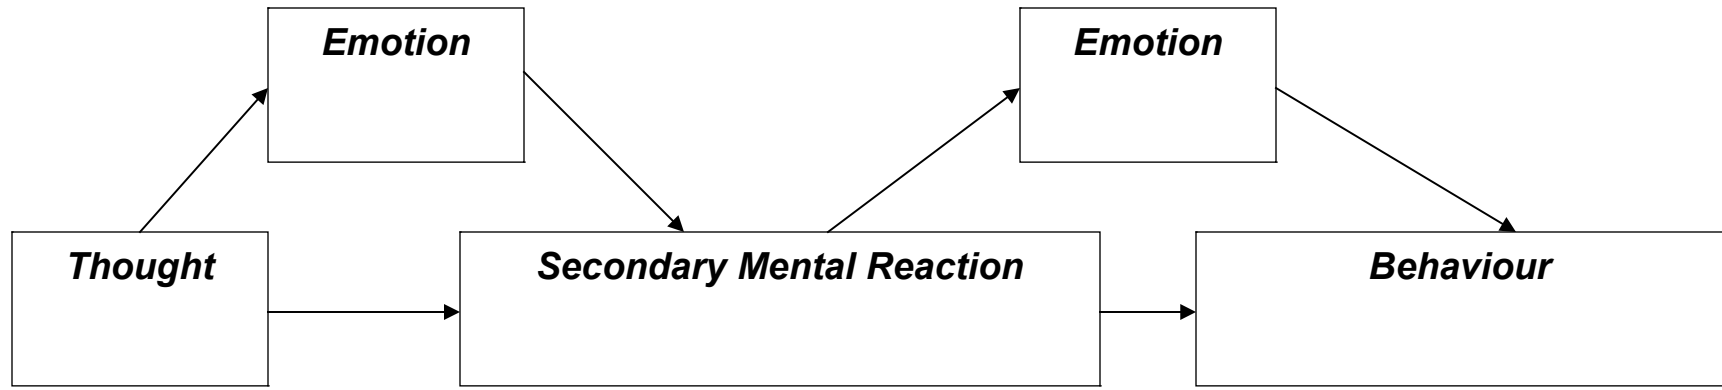 Emotion
Emotion
Thought
Secondary Mental Reaction
Behaviour